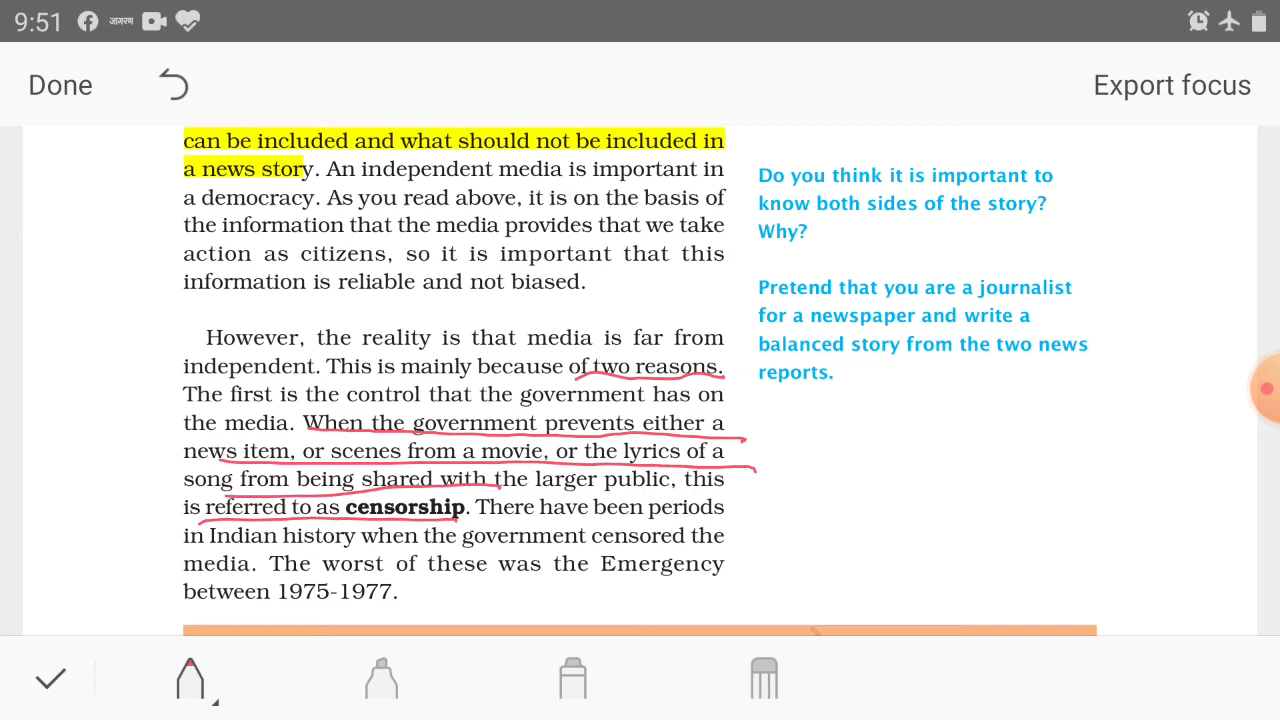 9:51 जागरण
Done
Export focus
can be included and what should not be included in
a news story. An independent media is important in
a democracy. As you read above, it is on the basis of
the information that the media provides that we take
action as citizens, so it is important that this
information is reliable and not biased.
However, the reality is that media is far from
independent. This is mainly because of two reasons.
The first is the control that the government has on
the media. When the government prevents either a
news item, or scenes from a movie, or the lyrics of a
song from being shared with the larger public, this
is referred to as censorship. There have been periods
in Indian history when the government censored the
media. The worst of these was the Emergency
between 1975-1977.
Do you think it is important to
know both sides of the story?
Why?
Pretend that you are a journalist
for a newspaper and write a
balanced story from the two news
reports.